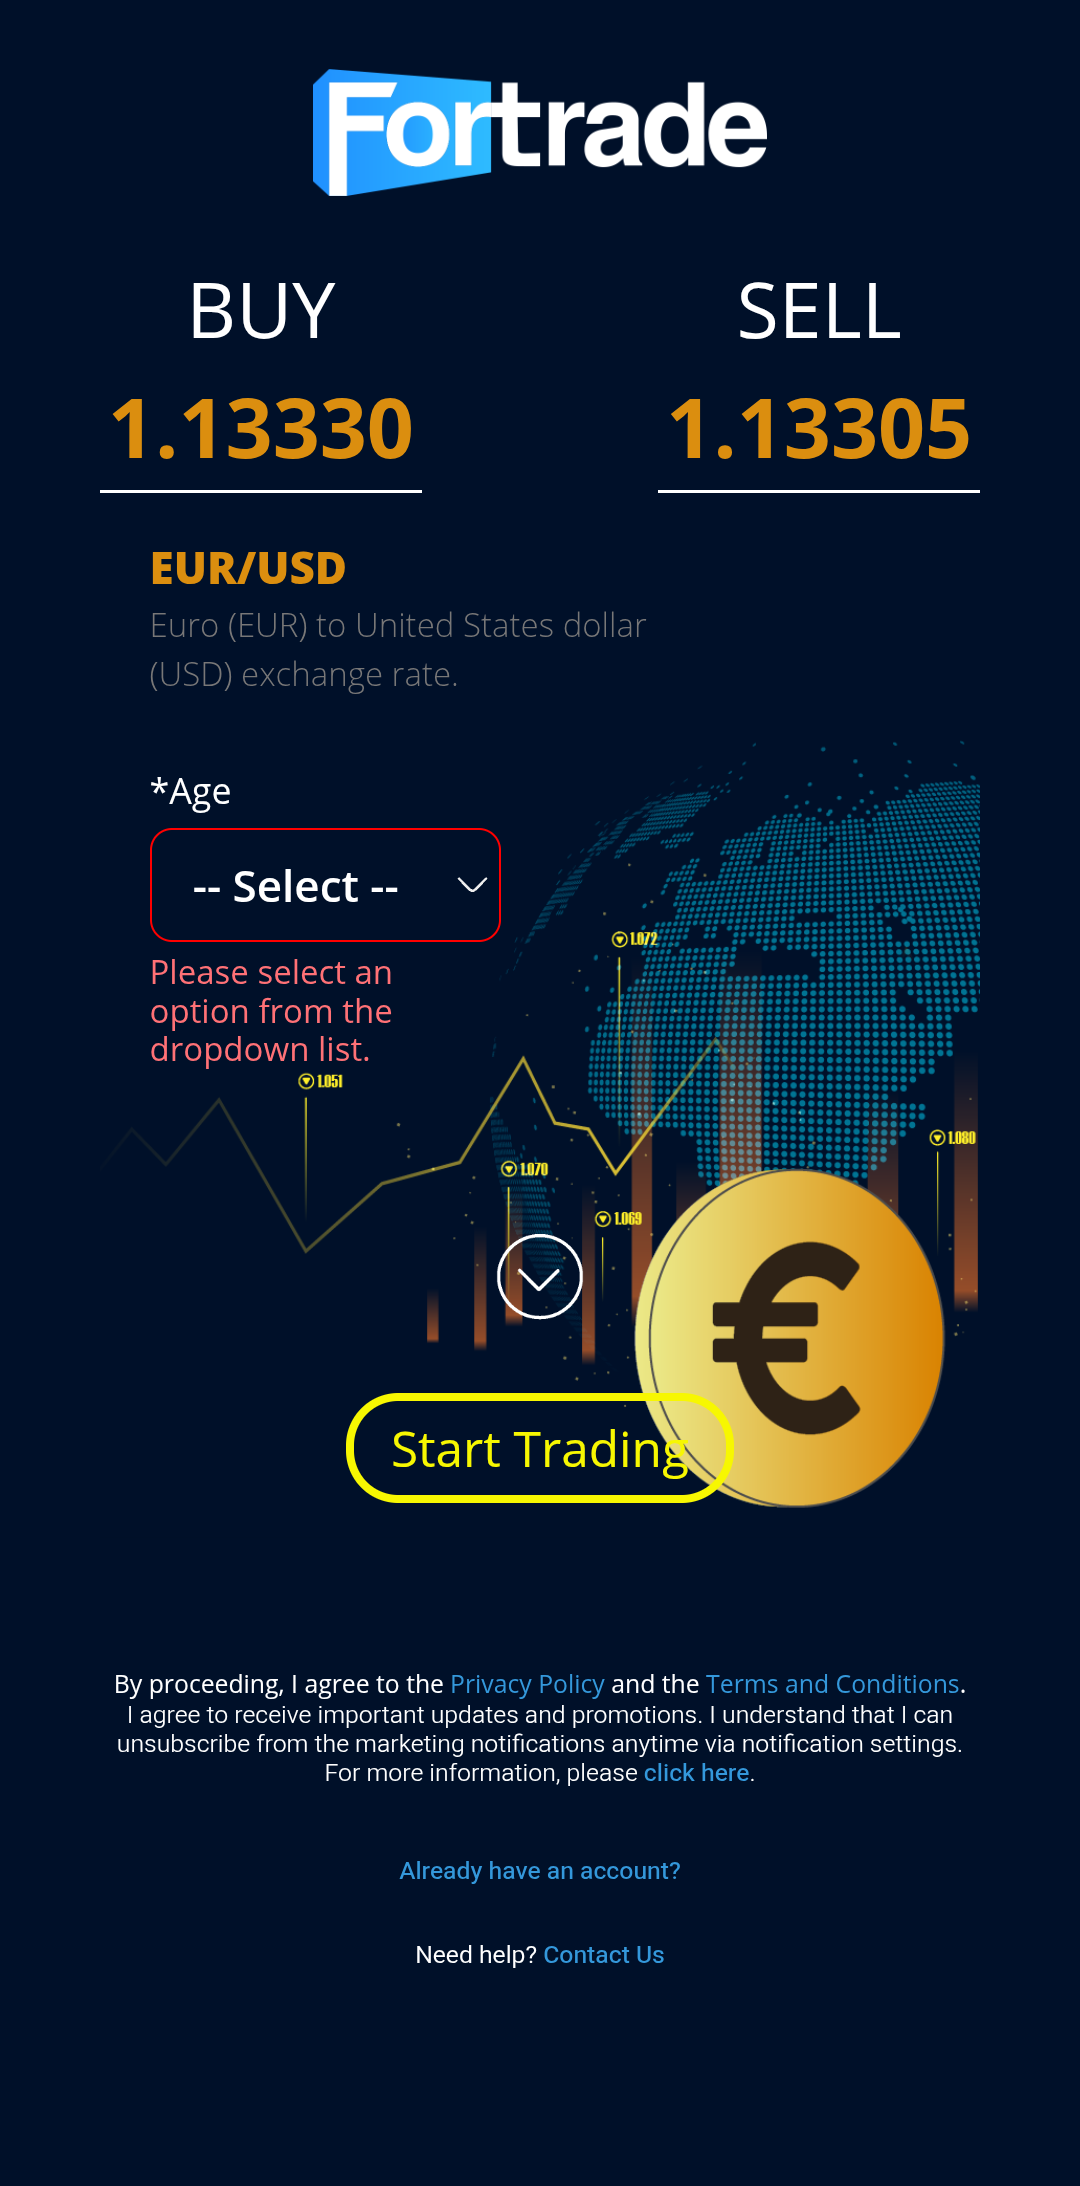 Fortrade
BUY
SELL
1.13330
1.13305
EUR/USD
Euro (EUR) to United States dollar
(USD) exchange rate.
*Age
-- Select --
1.072
Please select an
option from the
dropdown list.
1.051
1.080
1.070
1.069
€
Start Trading
By proceeding, I agree to the Privacy Policy and the Terms and Conditions.
I agree to receive important updates and promotions. I understand that I can
unsubscribe from the marketing notifications anytime via notification settings.
For more information, please click here.
Already have an account?
Need help? Contact Us